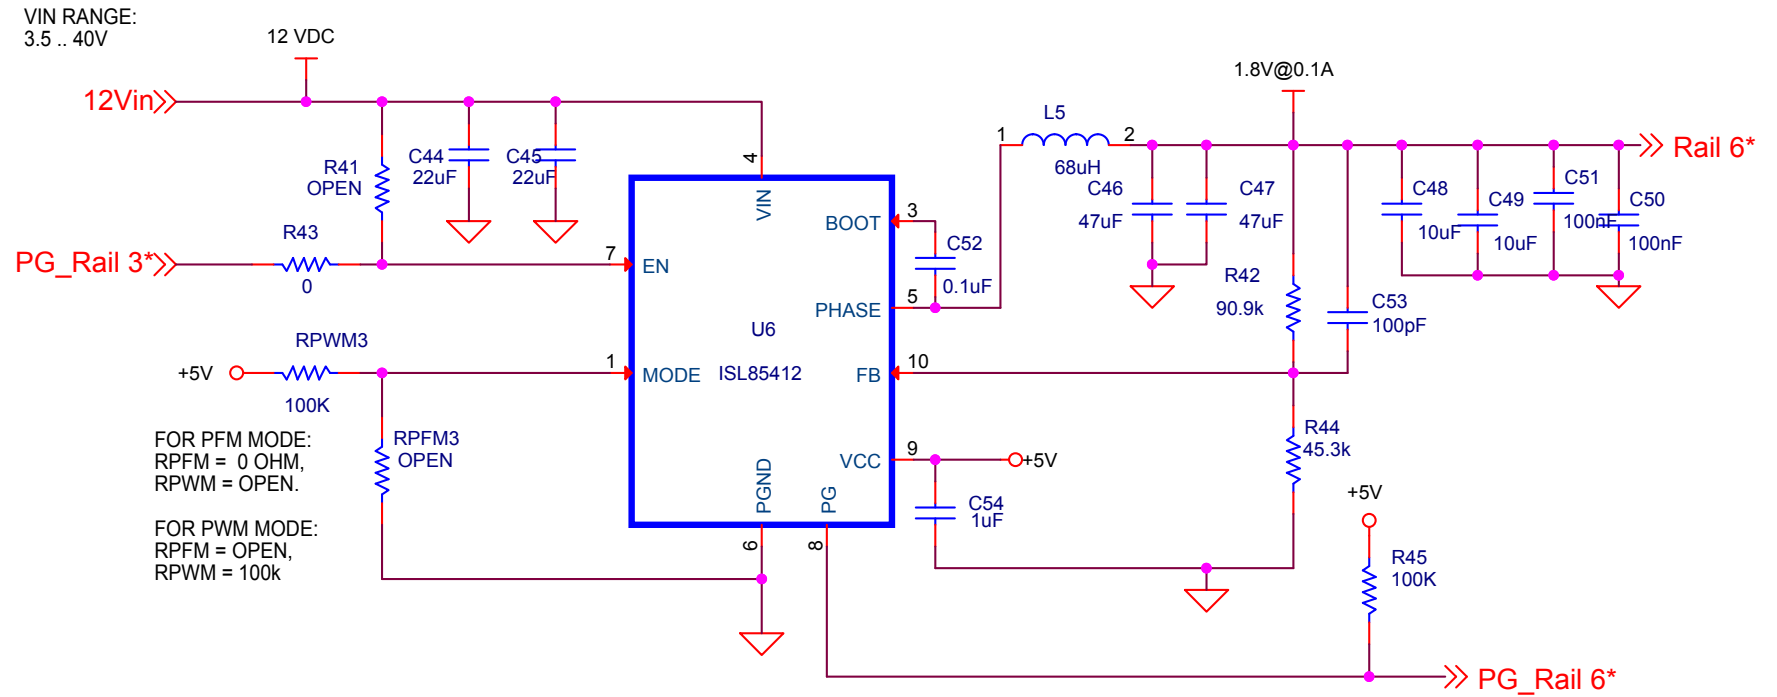 VIN RANGE:
3.5 .. 40V
12 VDC
12Vin
1.8V@0.1A
L5
1
2
68uH
Rail 6*
R41
OPEN
C44
22uF
C45
22uF
4
VIN
C46
47uF
C47
47uF
C48
10uF
C49
10uF
C51
100nF
C50
100nF
3
BOOT
C52
0.1uF
R43
0
PG_Rail 3*
7
EN
5
PHASE
R42
90.9k
C53
100pF
U6
ISL85412
RPWM3
+5V
100K
1
MODE
10
FB
FOR PFM MODE:
RPFM = 0 OHM,
RPWM = OPEN.
RPFM3
OPEN
R44
45.3k
9
VCC
+5V
C54
1uF
PGND
PG
6
8
FOR PWM MODE:
RPFM = OPEN,
RPWM = 100k
+5V
R45
100K
PG_Rail 6*